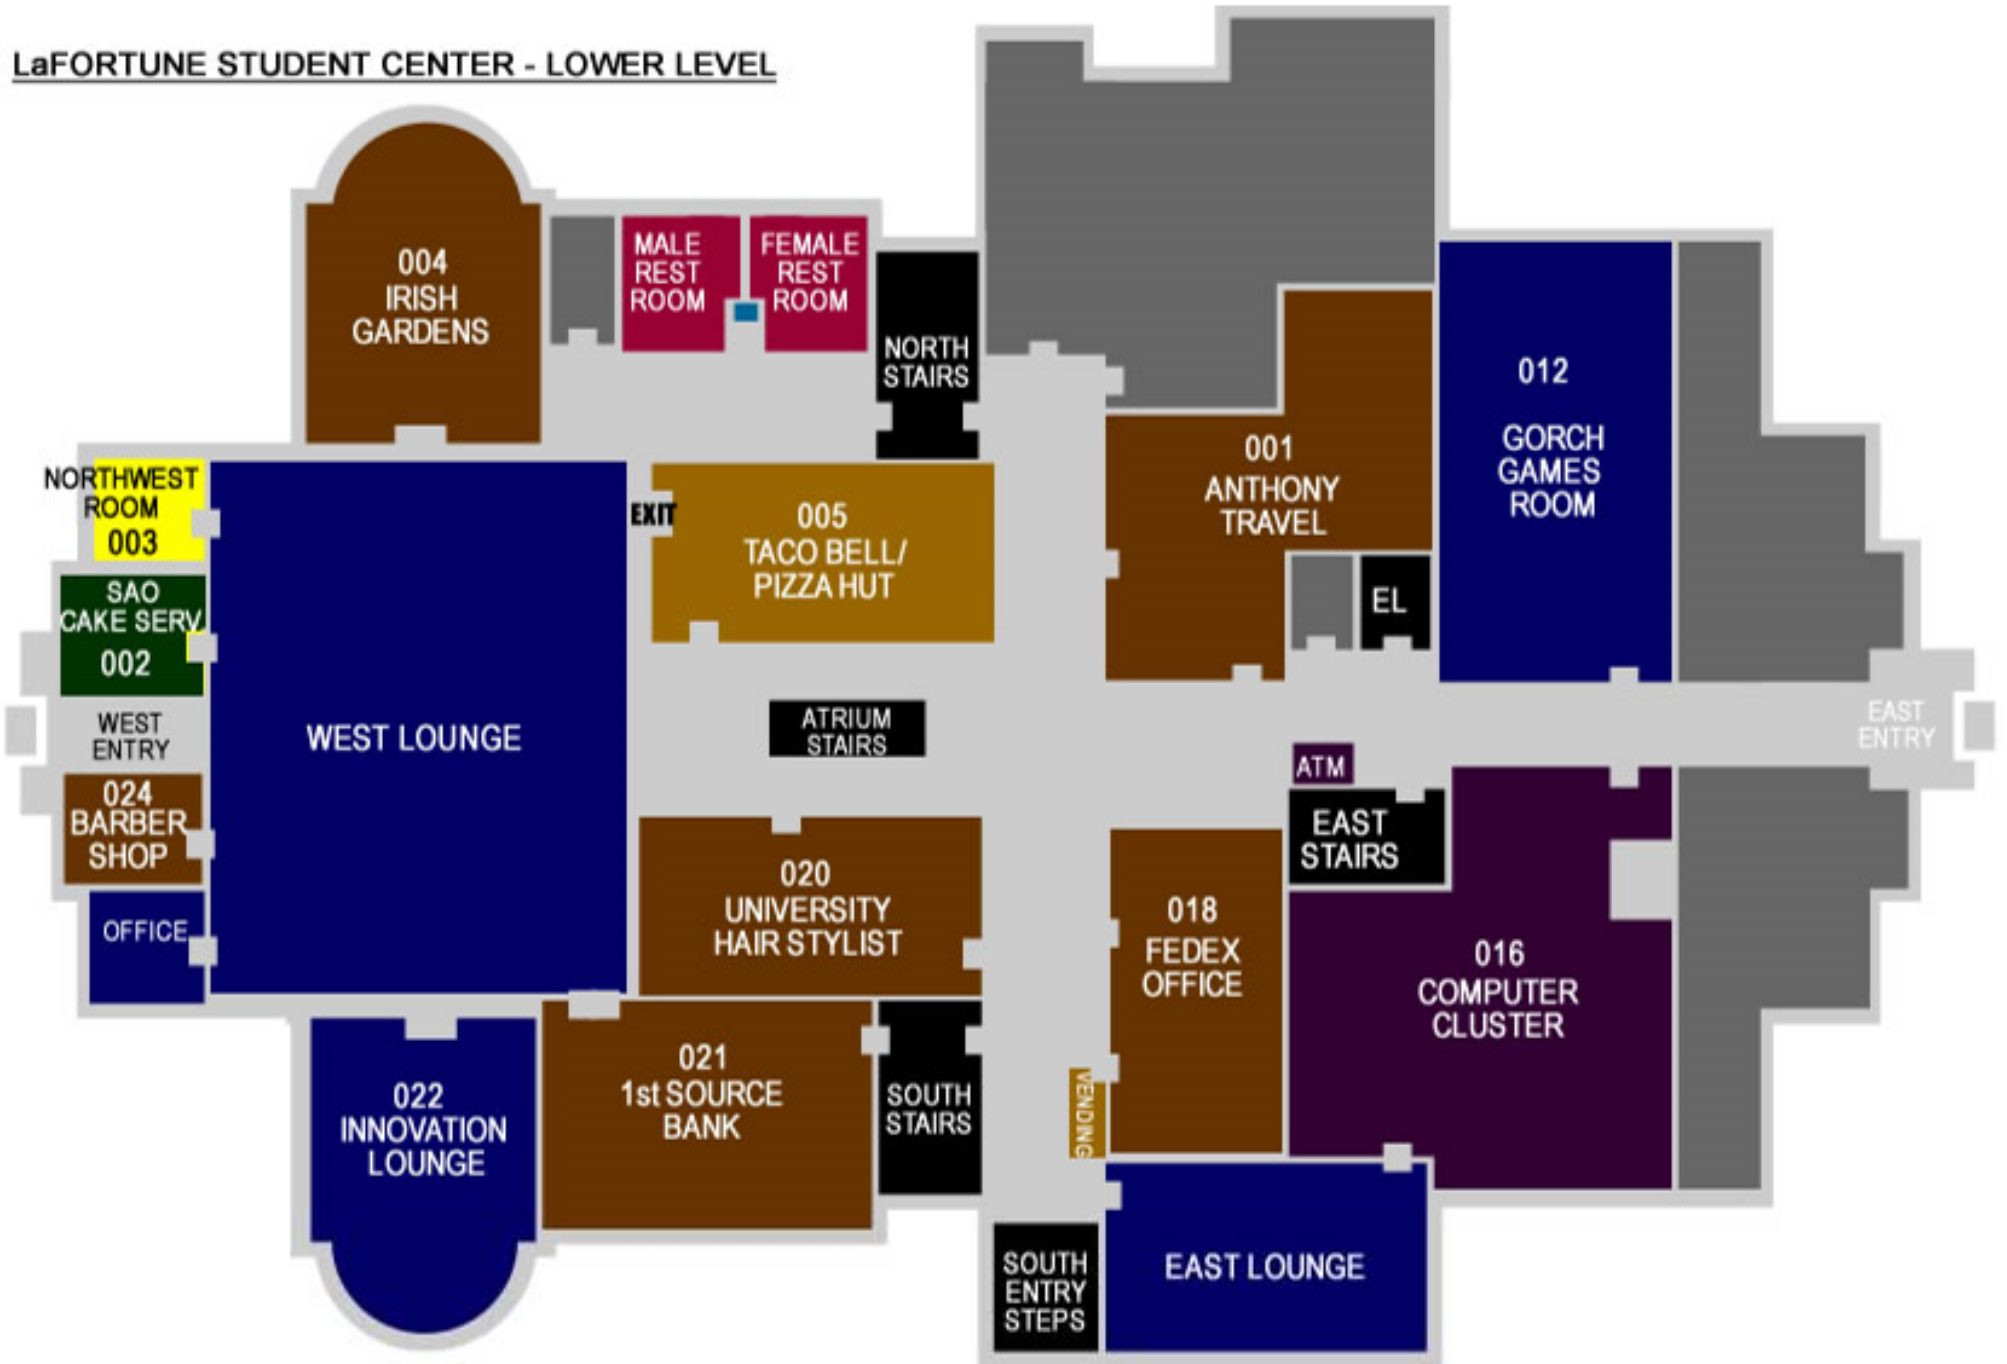 LaFORTUNE STUDENT CENTER - LOWER LEVEL
004
IRISH
GARDENS
MALE
REST
ROOM
FEMALE
REST
ROOM
NORTH
STAIRS
012
GORCH
GAMES
ROOM
001
ANTHONY
TRAVEL
NORTHWEST
ROOM
003
EXIT
005
TACO BELL/
PIZZA HUT
SAO
CAKE SERV
002
EL
WEST
ENTRY
WEST LOUNGE
ATRIUM
STAIRS
EAST
ENTRY
ATM
024
BARBER
SHOP
EAST
STAIRS
020
UNIVERSITY
HAIR STYLIST
OFFICE
018
FEDEX
OFFICE
016
COMPUTER
CLUSTER
022
INNOVATION
LOUNGE
021
1st SOURCE
BANK
SOUTH
STAIRS
VENDING
SOUTH
ENTRY
STEPS
EAST LOUNGE